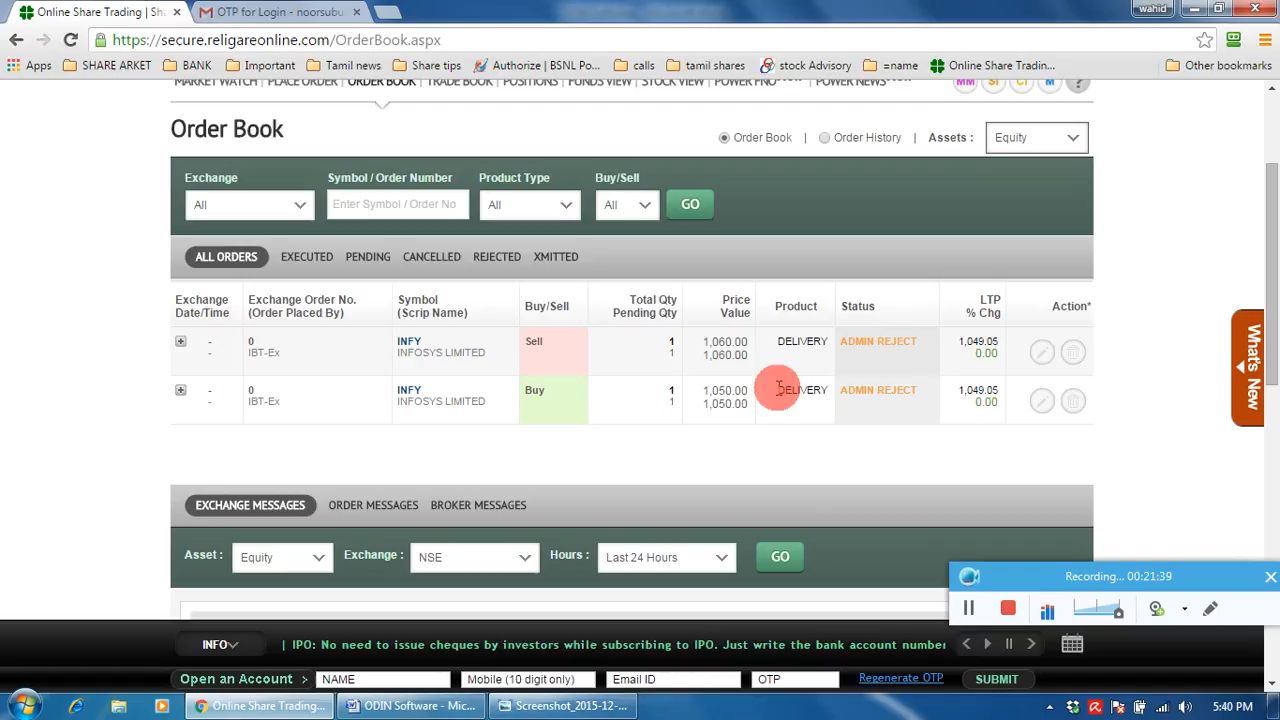 Online Share Trading | Sha
OTP for Login - noorsubu
wahid
https://secure.religareonline.com/OrderBook.aspx
Apps
SHARE ARKET
BANK
Important
Tamil news
Share tips
Authorize | BSNL Po...
calls
tamil shares
stock Advisory
=name
Online Share Tradin...
Other bookmarks
MARKET WATCH
PLACE ORDER
ORDER BOOK
TRADE BOOK
POSITIONS
FUNDS VIEW
STOCK VIEW
POWER FNO
POWER NEWS
MM
SI
CI
M
?
Order Book
Order Book | Order History | Assets : Equity
Exchange
Symbol / Order Number
Product Type
Buy/Sell
All
Enter Symbol / Order No
All
All
GO
ALL ORDERS
EXECUTED
PENDING
CANCELLED
REJECTED
XMITTED
Exchange Date/Time
Exchange Order No. (Order Placed By)
Symbol (Scrip Name)
Buy/Sell
Total Qty Pending Qty
Price Value
Product
Status
LTP % Chg
Action*
- 0 INFY Sell 1 1,060.00 DELIVERY ADMIN REJECT 1,049.05
- IBT-Ex INFOSYS LIMITED 1 1,060.00 0.00
- 0 INFY Buy 1 1,050.00 DELIVERY ADMIN REJECT 1,049.05
- IBT-Ex INFOSYS LIMITED 1 1,050.00 0.00
What's New
EXCHANGE MESSAGES
ORDER MESSAGES
BROKER MESSAGES
Asset : Equity
Exchange : NSE
Hours : Last 24 Hours
GO
Recording... 00:21:39
INFO
| IPO: No need to issue cheques by investors while subscribing to IPO. Just write the bank account number
Open an Account >
NAME
Mobile (10 digit only)
Email ID
OTP
Regenerate OTP
SUBMIT
Online Share Trading...
ODIN Software - Mic...
Screenshot_2015-12-...
5:40 PM